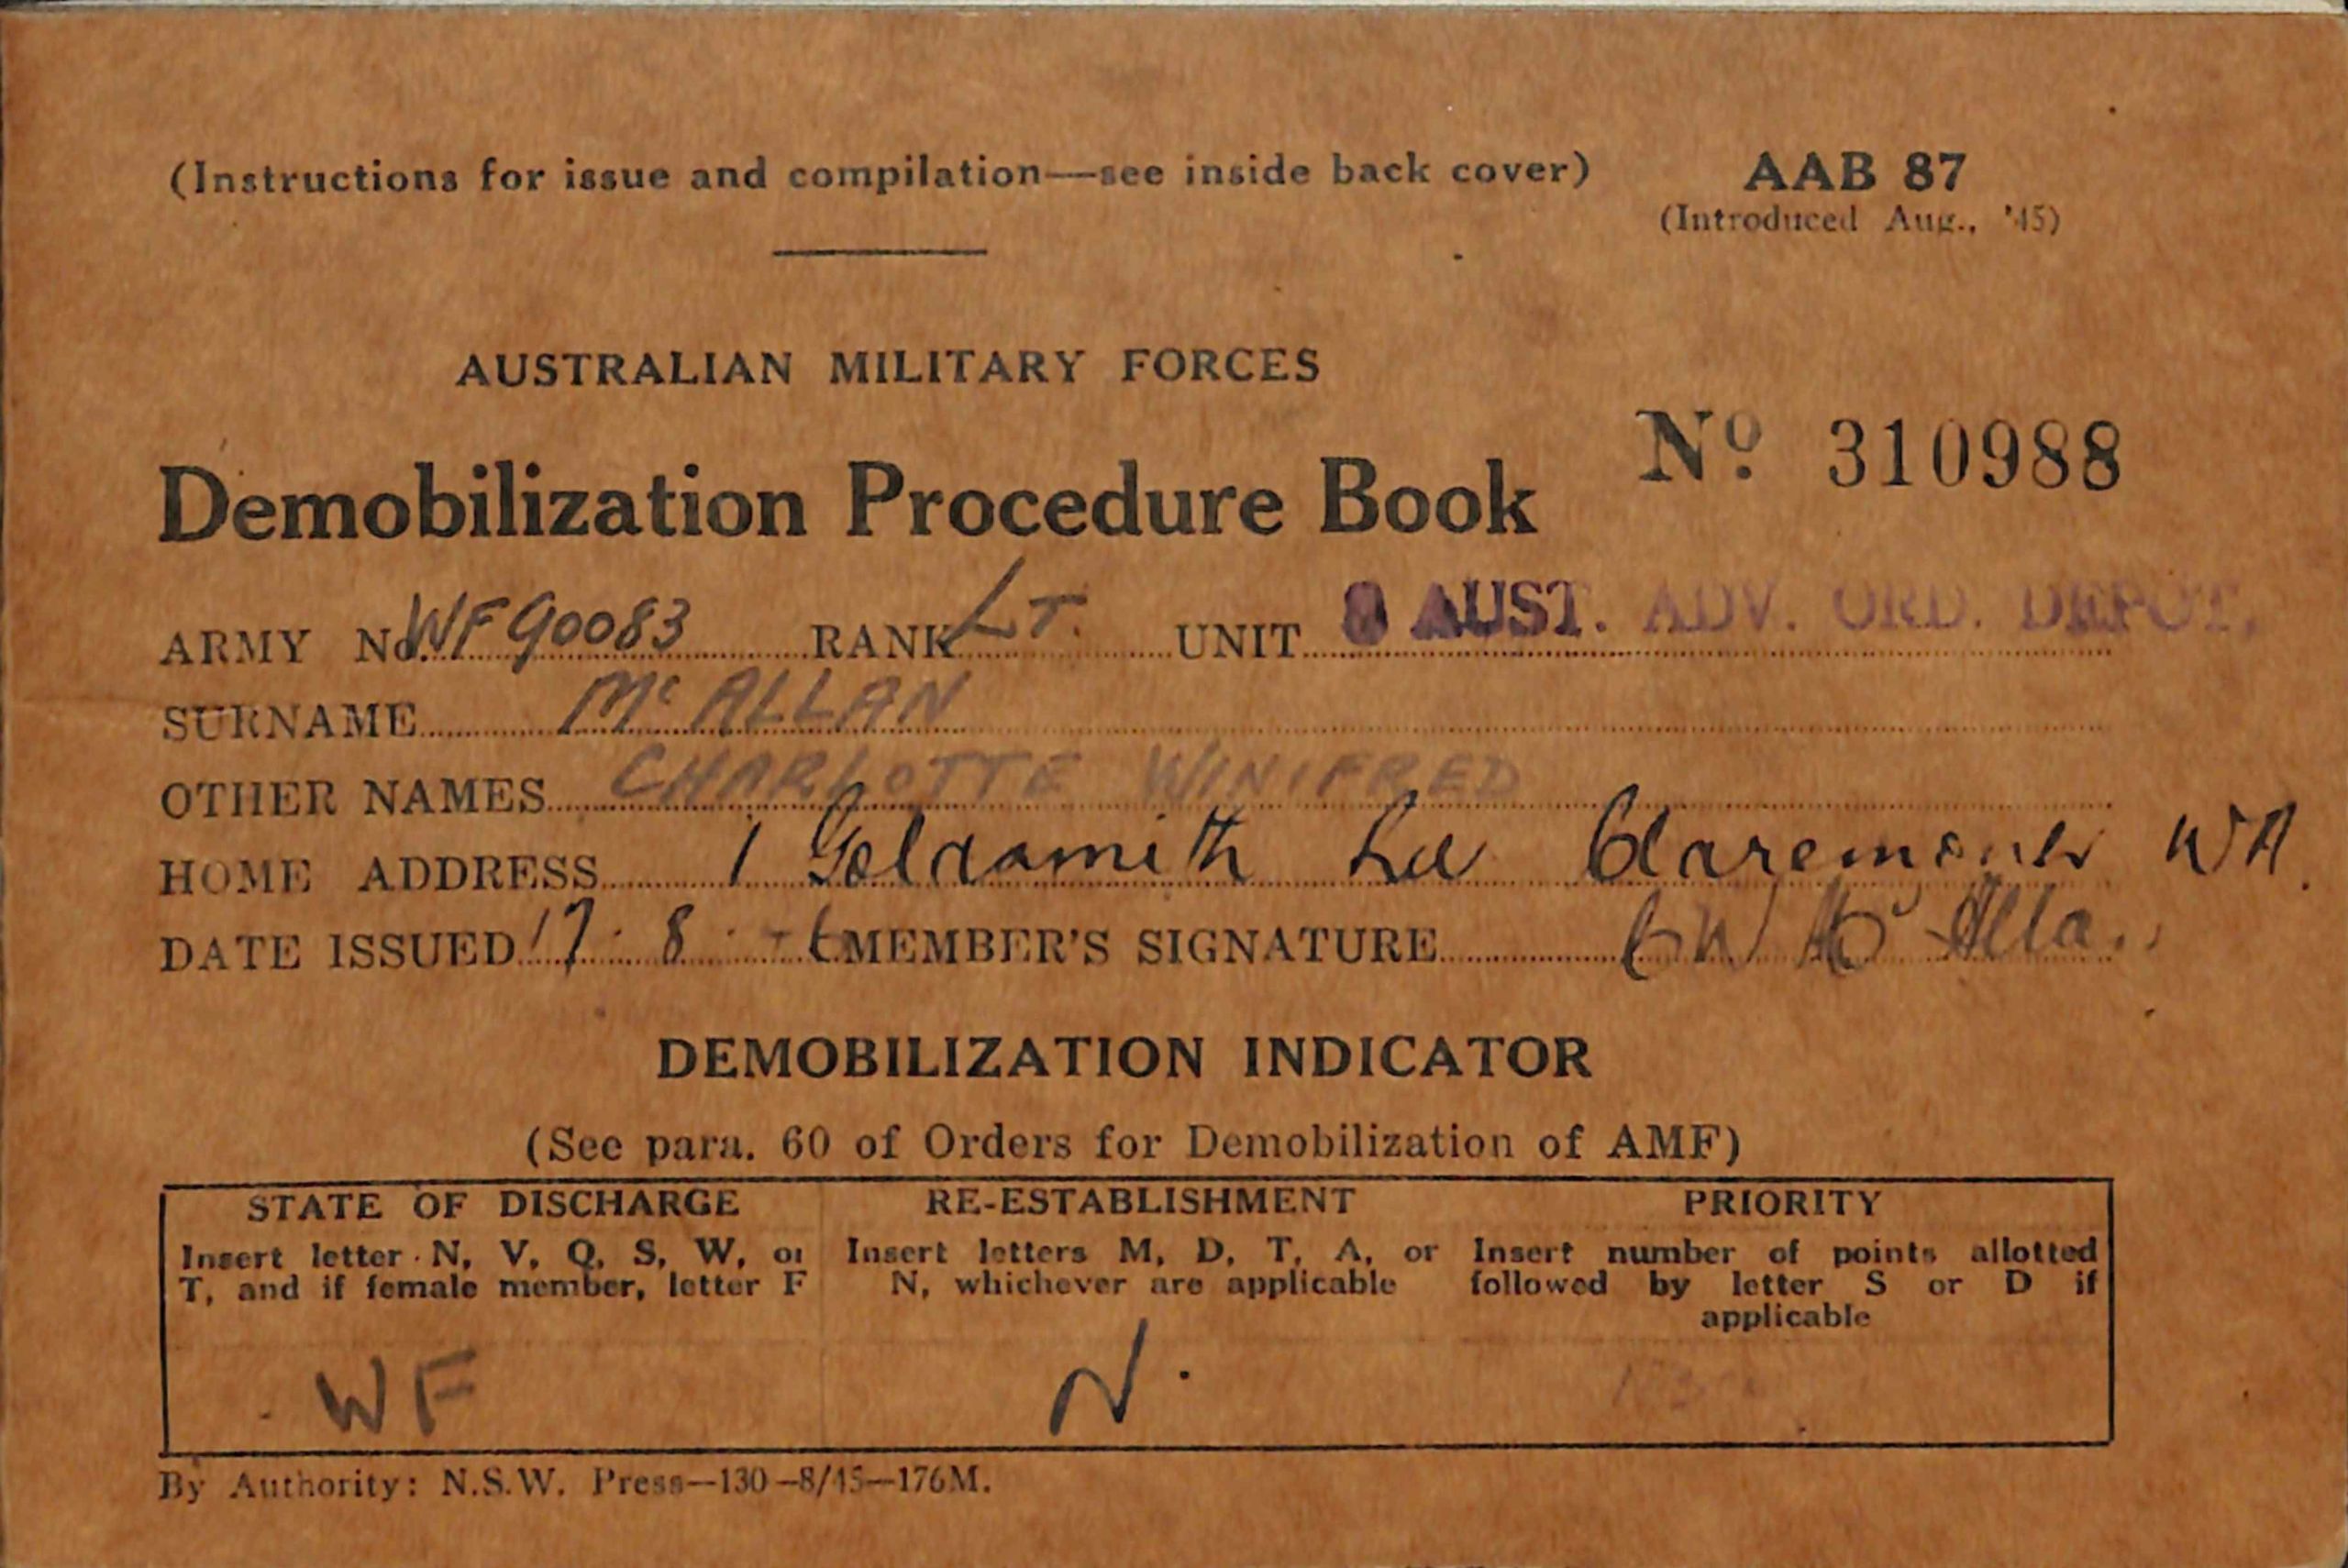 (Instructions for issue and compilation—see inside back cover) AAB 87
(Introduced Aug., '45)
AUSTRALIAN MILITARY FORCES
Demobilization Procedure Book Nº 310988
ARMY No. WF90083 RANK LT. UNIT 8 AUST. ADV. ORD. DEPOT,
SURNAME McALLAN
OTHER NAMES CHARLOTTE WINIFRED
HOME ADDRESS 1 Goldsmith Rd Claremont WA.
DATE ISSUED 17. 8. MEMBER'S SIGNATURE CW McAllan
DEMOBILIZATION INDICATOR
(See para. 60 of Orders for Demobilization of AMF)
STATE OF DISCHARGE RE-ESTABLISHMENT PRIORITY
Insert letter N, V, Q, S, W, or Insert letters M, D, T, A, or Insert number of points allotted
T, and if female member, letter F N, whichever are applicable followed by letter S or D if
applicable
WF N.
By Authority: N.S.W. Press—130—8/45—176M.